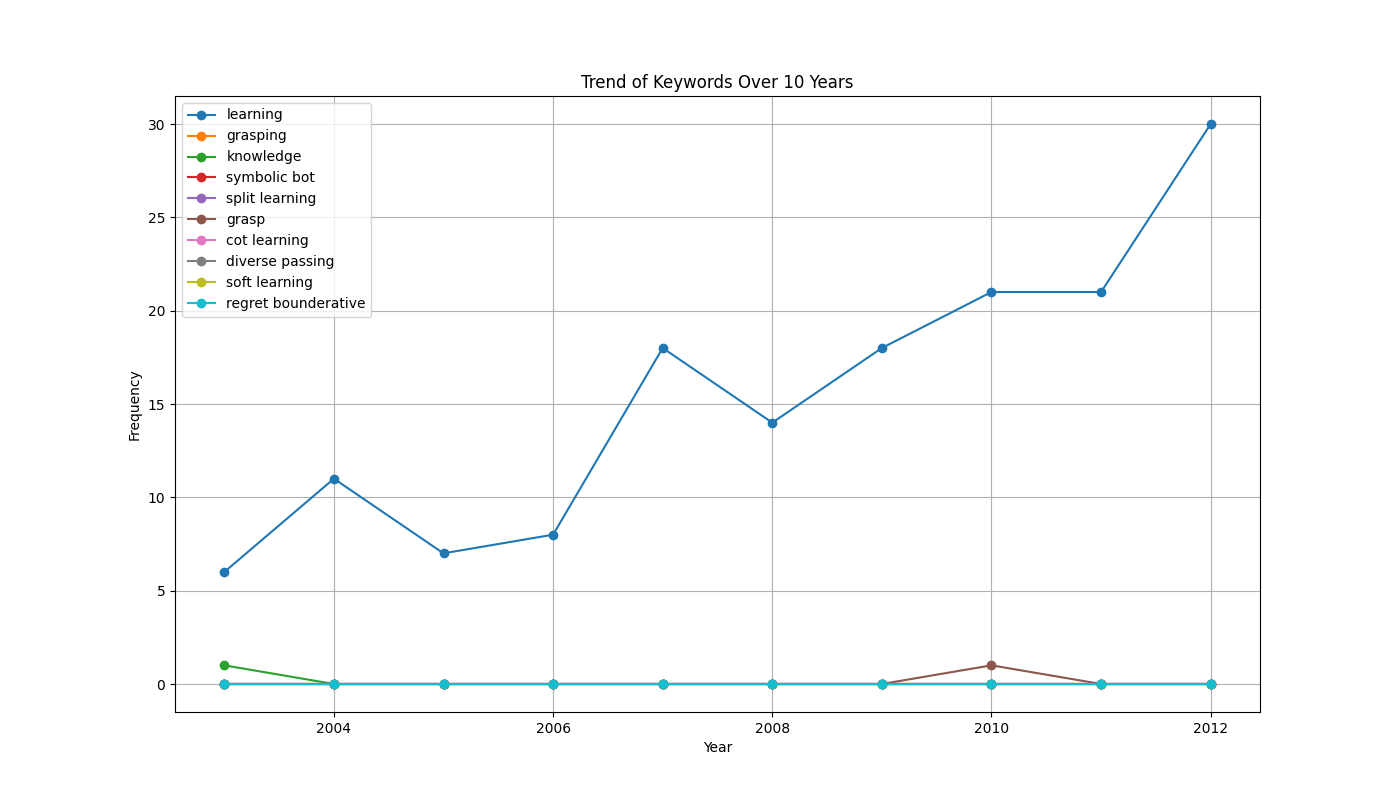 Trend of Keywords Over 10 Years
learning
grasping
knowledge
symbolic bot
split learning
grasp
cot learning
diverse passing
soft learning
regret bounderative
30
25
20
15
10
5
0
Frequency
2004 2006 2008 2010 2012
Year